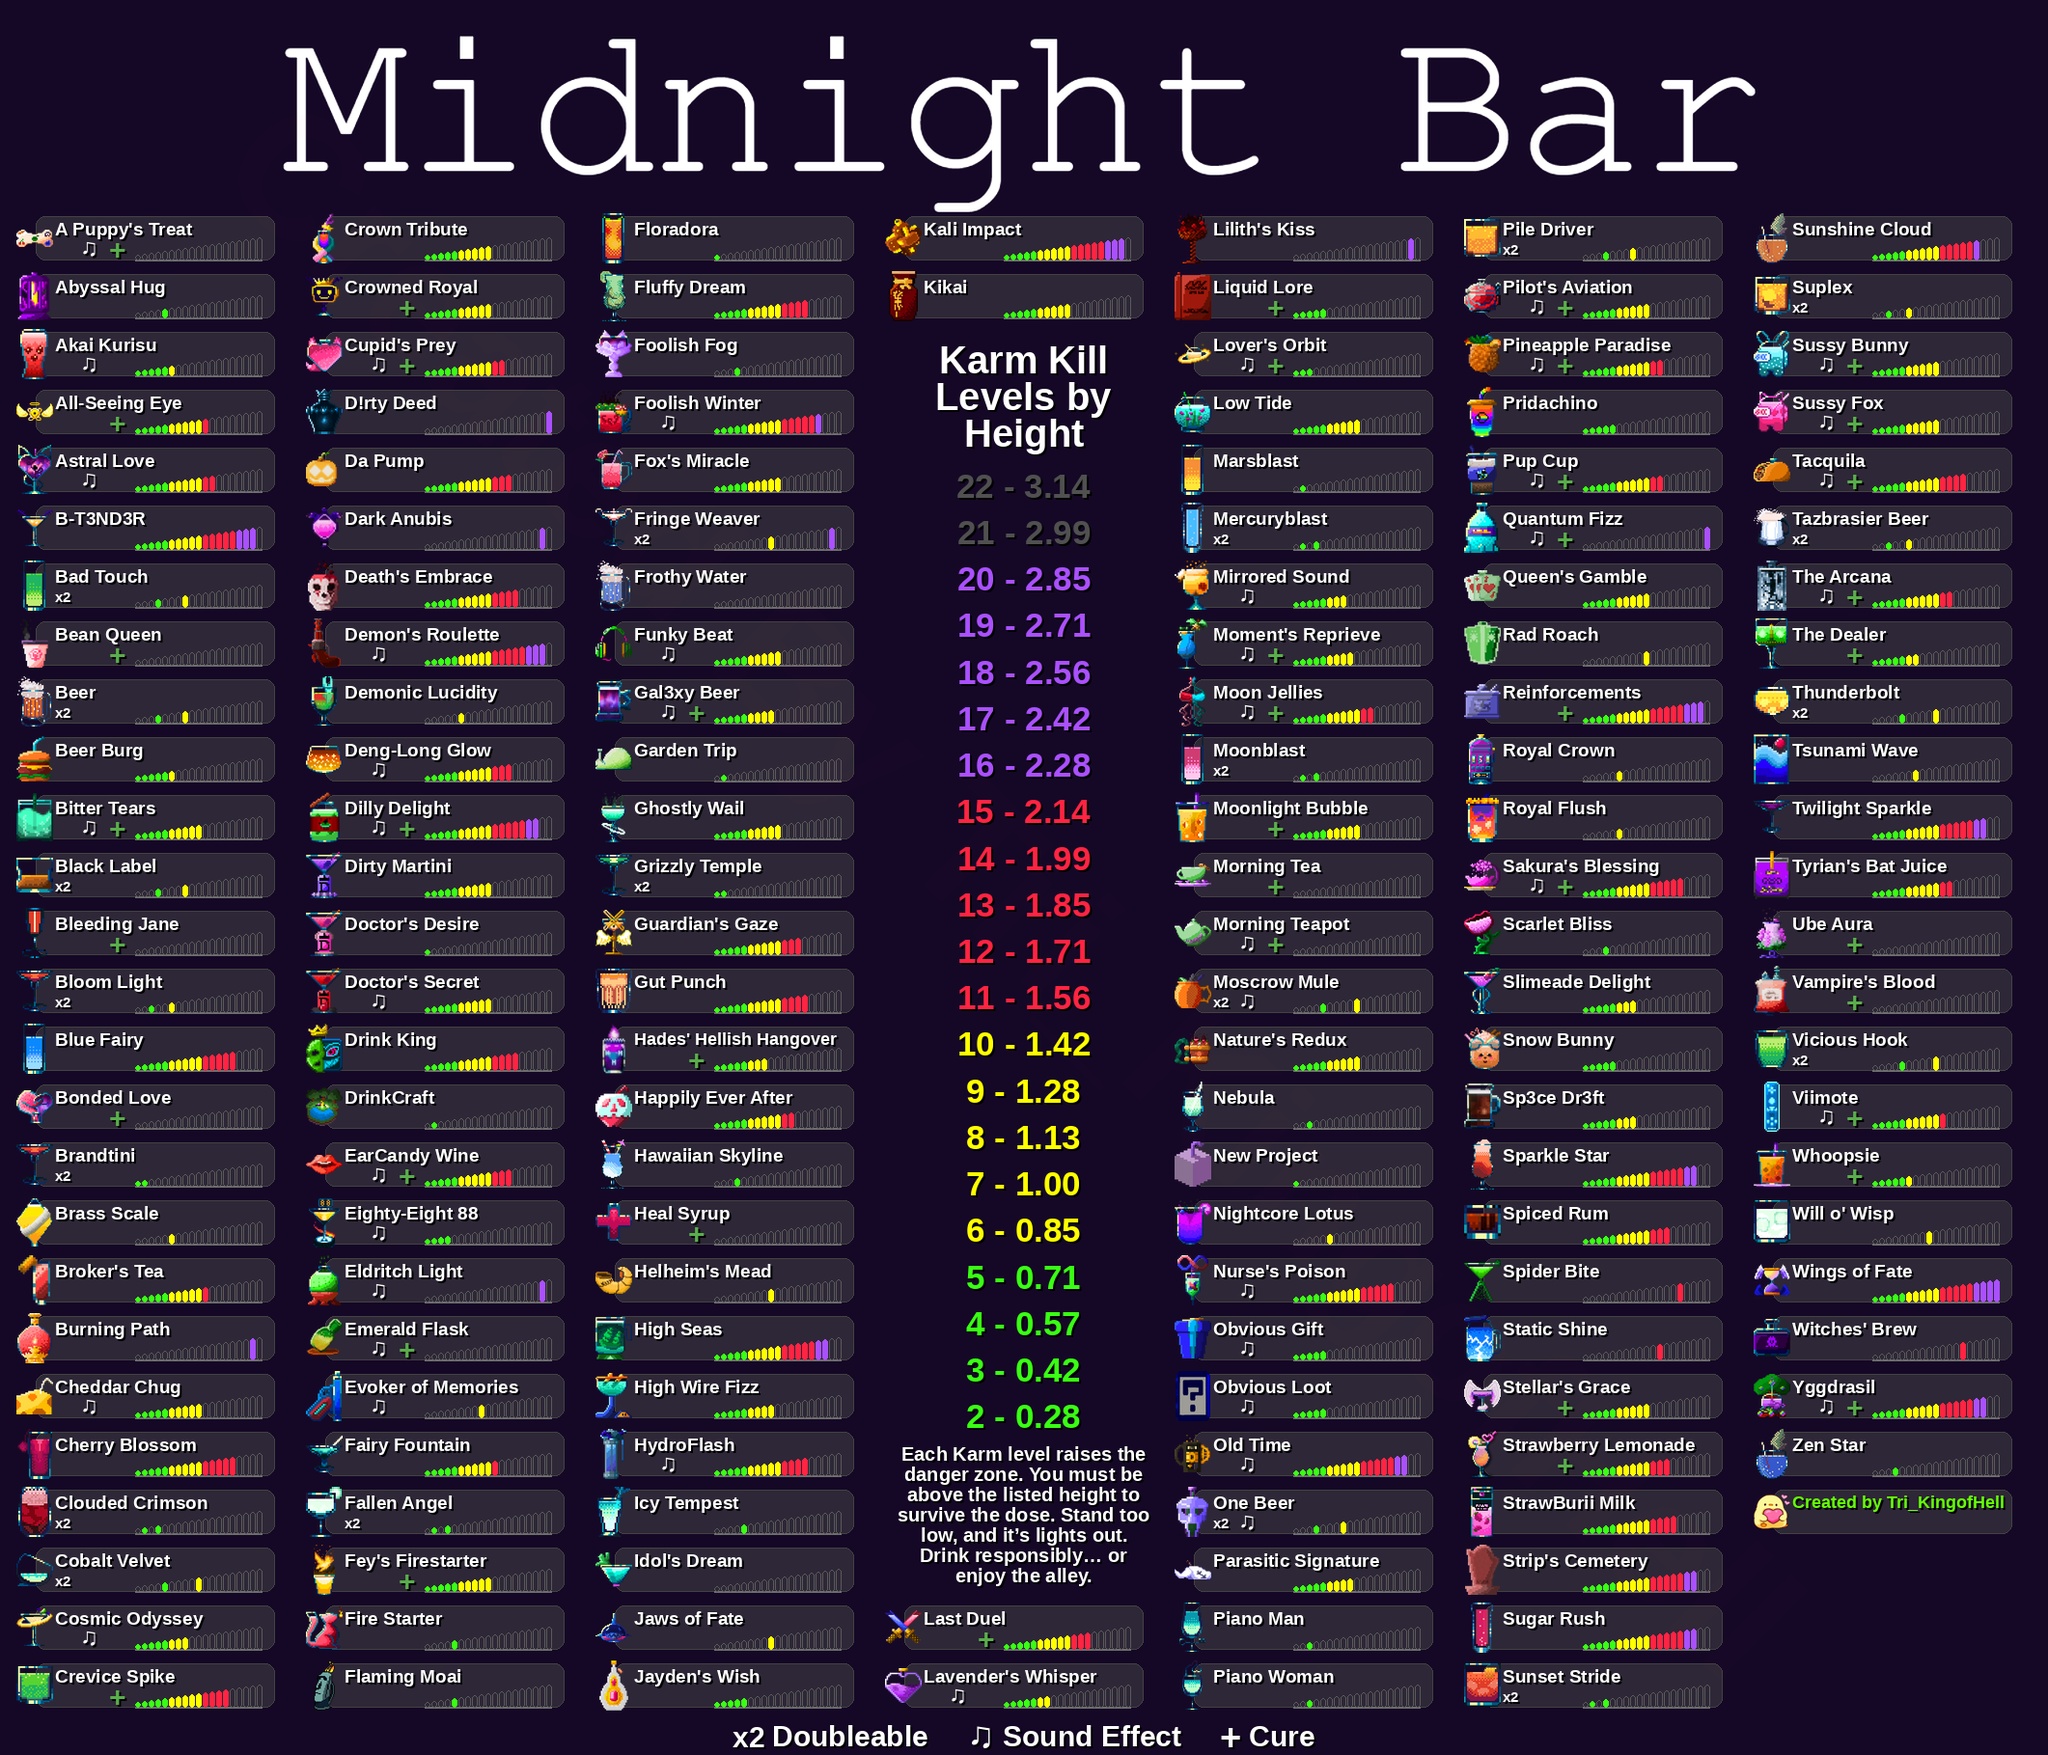 Midnight Bar
A Puppy's Treat
♫ +
Abyssal Hug
Akai Kurisu
♫
All-Seeing Eye
+
Astral Love
♫
B-T3ND3R
Bad Touch
x2
Bean Queen
+
Beer
x2
Beer Burg
Bitter Tears
♫ +
Black Label
x2
Bleeding Jane
+
Bloom Light
x2
Blue Fairy
Bonded Love
+
Brandtini
x2
Brass Scale
Broker's Tea
Burning Path
Cheddar Chug
♫
Cherry Blossom
Clouded Crimson
x2
Cobalt Velvet
x2
Cosmic Odyssey
♫
Crevice Spike
+
Crown Tribute
Crowned Royal
+
Cupid's Prey
♫ +
D!rty Deed
Da Pump
Dark Anubis
Death's Embrace
Demon's Roulette
♫
Demonic Lucidity
Deng-Long Glow
♫
Dilly Delight
♫ +
Dirty Martini
Doctor's Desire
Doctor's Secret
♫
Drink King
DrinkCraft
EarCandy Wine
♫ +
Eighty-Eight 88
♫
Eldritch Light
♫
Emerald Flask
♫ +
Evoker of Memories
♫
Fairy Fountain
Fallen Angel
x2
Fey's Firestarter
+
Fire Starter
Flaming Moai
Floradora
Fluffy Dream
Foolish Fog
Foolish Winter
♫
Fox's Miracle
Fringe Weaver
x2
Frothy Water
Funky Beat
♫
Gal3xy Beer
♫ +
Garden Trip
Ghostly Wail
Grizzly Temple
x2
Guardian's Gaze
Gut Punch
Hades' Hellish Hangover
+
Happily Ever After
Hawaiian Skyline
Heal Syrup
+
Helheim's Mead
High Seas
High Wire Fizz
HydroFlash
♫
Icy Tempest
Idol's Dream
Jaws of Fate
Jayden's Wish
Kali Impact
Kikai
Karm Kill
Levels by
Height
22 - 3.14
21 - 2.99
20 - 2.85
19 - 2.71
18 - 2.56
17 - 2.42
16 - 2.28
15 - 2.14
14 - 1.99
13 - 1.85
12 - 1.71
11 - 1.56
10 - 1.42
9 - 1.28
8 - 1.13
7 - 1.00
6 - 0.85
5 - 0.71
4 - 0.57
3 - 0.42
2 - 0.28
Each Karm level raises the
danger zone. You must be
above the listed height to
survive the dose. Stand too
low, and it's lights out.
Drink responsibly... or
enjoy the alley.
Last Duel
+
Lavender's Whisper
♫
Lilith's Kiss
Liquid Lore
+
Lover's Orbit
♫ +
Low Tide
Marsblast
Mercuryblast
x2
Mirrored Sound
♫
Moment's Reprieve
♫ +
Moon Jellies
♫ +
Moonblast
x2
Moonlight Bubble
+
Morning Tea
+
Morning Teapot
♫ +
Moscrow Mule
x2 ♫
Nature's Redux
Nebula
New Project
Nightcore Lotus
Nurse's Poison
♫
Obvious Gift
♫
Obvious Loot
♫
Old Time
♫
One Beer
x2 ♫
Parasitic Signature
Piano Man
Piano Woman
Pile Driver
x2
Pilot's Aviation
♫ +
Pineapple Paradise
♫ +
Pridachino
Pup Cup
♫ +
Quantum Fizz
♫ +
Queen's Gamble
Rad Roach
Reinforcements
+
Royal Crown
Royal Flush
Sakura's Blessing
♫ +
Scarlet Bliss
Slimeade Delight
Snow Bunny
Sp3ce Dr3ft
Sparkle Star
Spiced Rum
Spider Bite
Static Shine
Stellar's Grace
+
Strawberry Lemonade
+
StrawBurii Milk
Strip's Cemetery
Sugar Rush
Sunset Stride
x2
Sunshine Cloud
Suplex
x2
Sussy Bunny
♫ +
Sussy Fox
♫ +
Tacquila
♫ +
Tazbrasier Beer
x2
The Arcana
♫ +
The Dealer
+
Thunderbolt
x2
Tsunami Wave
Twilight Sparkle
Tyrian's Bat Juice
Ube Aura
+
Vampire's Blood
+
Vicious Hook
x2
Viimote
♫ +
Whoopsie
+
Will o' Wisp
Wings of Fate
Witches' Brew
Yggdrasil
♫ +
Zen Star
Created by Tri_KingofHell
x2 Doubleable ♫ Sound Effect + Cure